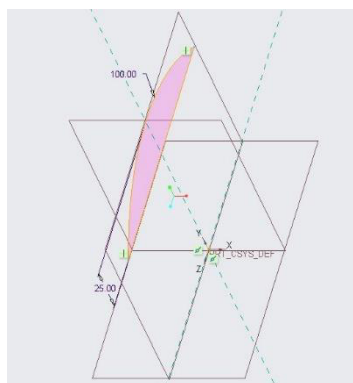 100.00
Y
X
PRT_CSYS_DEF
Z
25.00